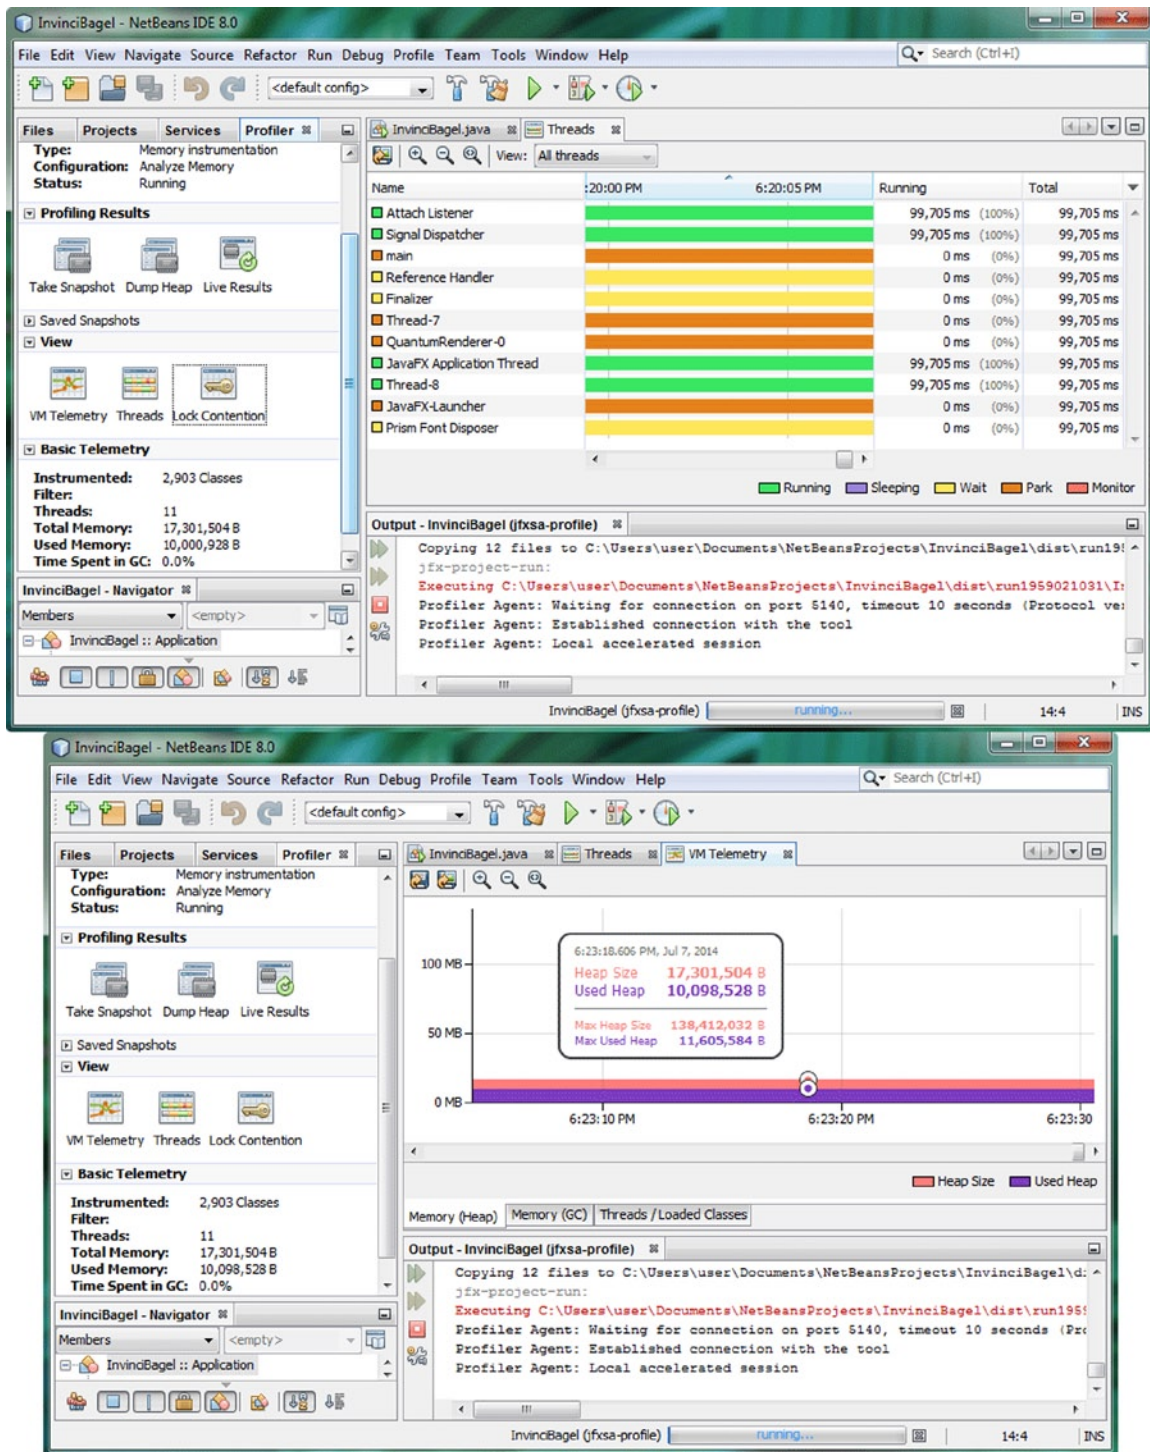 InvinciBagel - NetBeans IDE 8.0
File Edit View Navigate Source Refactor Run Debug Profile Team Tools Window Help
Search (Ctrl+I)
<default config>
Files Projects Services Profiler
Type: Memory instrumentation
Configuration: Analyze Memory
Status: Running
Profiling Results
Take Snapshot Dump Heap Live Results
Saved Snapshots
View
VM Telemetry Threads Lock Contention
Basic Telemetry
Instrumented: 2,903 Classes
Filter:
Threads: 11
Total Memory: 17,301,504 B
Used Memory: 10,000,928 B
Time Spent in GC: 0.0%
InvinciBagel - Navigator
Members <empty>
InvinciBagel :: Application
InvinciBagel.java Threads
View: All threads
Name :20:00 PM 6:20:05 PM Running Total
Attach Listener 99,705 ms (100%) 99,705 ms
Signal Dispatcher 99,705 ms (100%) 99,705 ms
main 0 ms (0%) 99,705 ms
Reference Handler 0 ms (0%) 99,705 ms
Finalizer 0 ms (0%) 99,705 ms
Thread-7 0 ms (0%) 99,705 ms
QuantumRenderer-0 0 ms (0%) 99,705 ms
JavaFX Application Thread 99,705 ms (100%) 99,705 ms
Thread-8 99,705 ms (100%) 99,705 ms
JavaFX-Launcher 0 ms (0%) 99,705 ms
Prism Font Disposer 0 ms (0%) 99,705 ms
Running Sleeping Wait Park Monitor
Output - InvinciBagel (jfxsa-profile)
Copying 12 files to C:\Users\user\Documents\NetBeansProjects\InvinciBagel\dist\run195
jfx-project-run:
Executing C:\Users\user\Documents\NetBeansProjects\InvinciBagel\dist\run1959021031\I
Profiler Agent: Waiting for connection on port 5140, timeout 10 seconds (Protocol ve
Profiler Agent: Established connection with the tool
Profiler Agent: Local accelerated session
InvinciBagel (jfxsa-profile) running... 14:4 INS
InvinciBagel - NetBeans IDE 8.0
File Edit View Navigate Source Refactor Run Debug Profile Team Tools Window Help
Search (Ctrl+I)
<default config>
Files Projects Services Profiler
Type: Memory instrumentation
Configuration: Analyze Memory
Status: Running
Profiling Results
Take Snapshot Dump Heap Live Results
Saved Snapshots
View
VM Telemetry Threads Lock Contention
Basic Telemetry
Instrumented: 2,903 Classes
Filter:
Threads: 11
Total Memory: 17,301,504 B
Used Memory: 10,098,528 B
Time Spent in GC: 0.0%
InvinciBagel - Navigator
Members <empty>
InvinciBagel :: Application
InvinciBagel.java Threads VM Telemetry
100 MB
50 MB
0 MB
6:23:18.606 PM, Jul 7, 2014
Heap Size 17,301,504 B
Used Heap 10,098,528 B
Max Heap Size 138,412,032 B
Max Used Heap 11,605,584 B
6:23:10 PM 6:23:20 PM 6:23:30
Heap Size Used Heap
Memory (Heap) Memory (GC) Threads / Loaded Classes
Output - InvinciBagel (jfxsa-profile)
Copying 12 files to C:\Users\user\Documents\NetBeansProjects\InvinciBagel\d
jfx-project-run:
Executing C:\Users\user\Documents\NetBeansProjects\InvinciBagel\dist\run195
Profiler Agent: Waiting for connection on port 5140, timeout 10 seconds (Pr
Profiler Agent: Established connection with the tool
Profiler Agent: Local accelerated session
InvinciBagel (jfxsa-profile) running... 14:4 INS